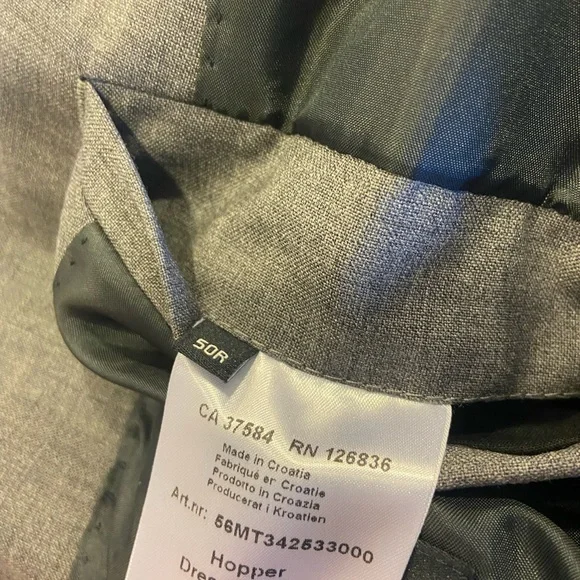 50R
CA 37584 RN 126836
Made in Croatia
Fabriqué en Croatie
Prodotto in Croazia
Producerat i Kroatien
Art.nr: 56MT342533000
Hopper